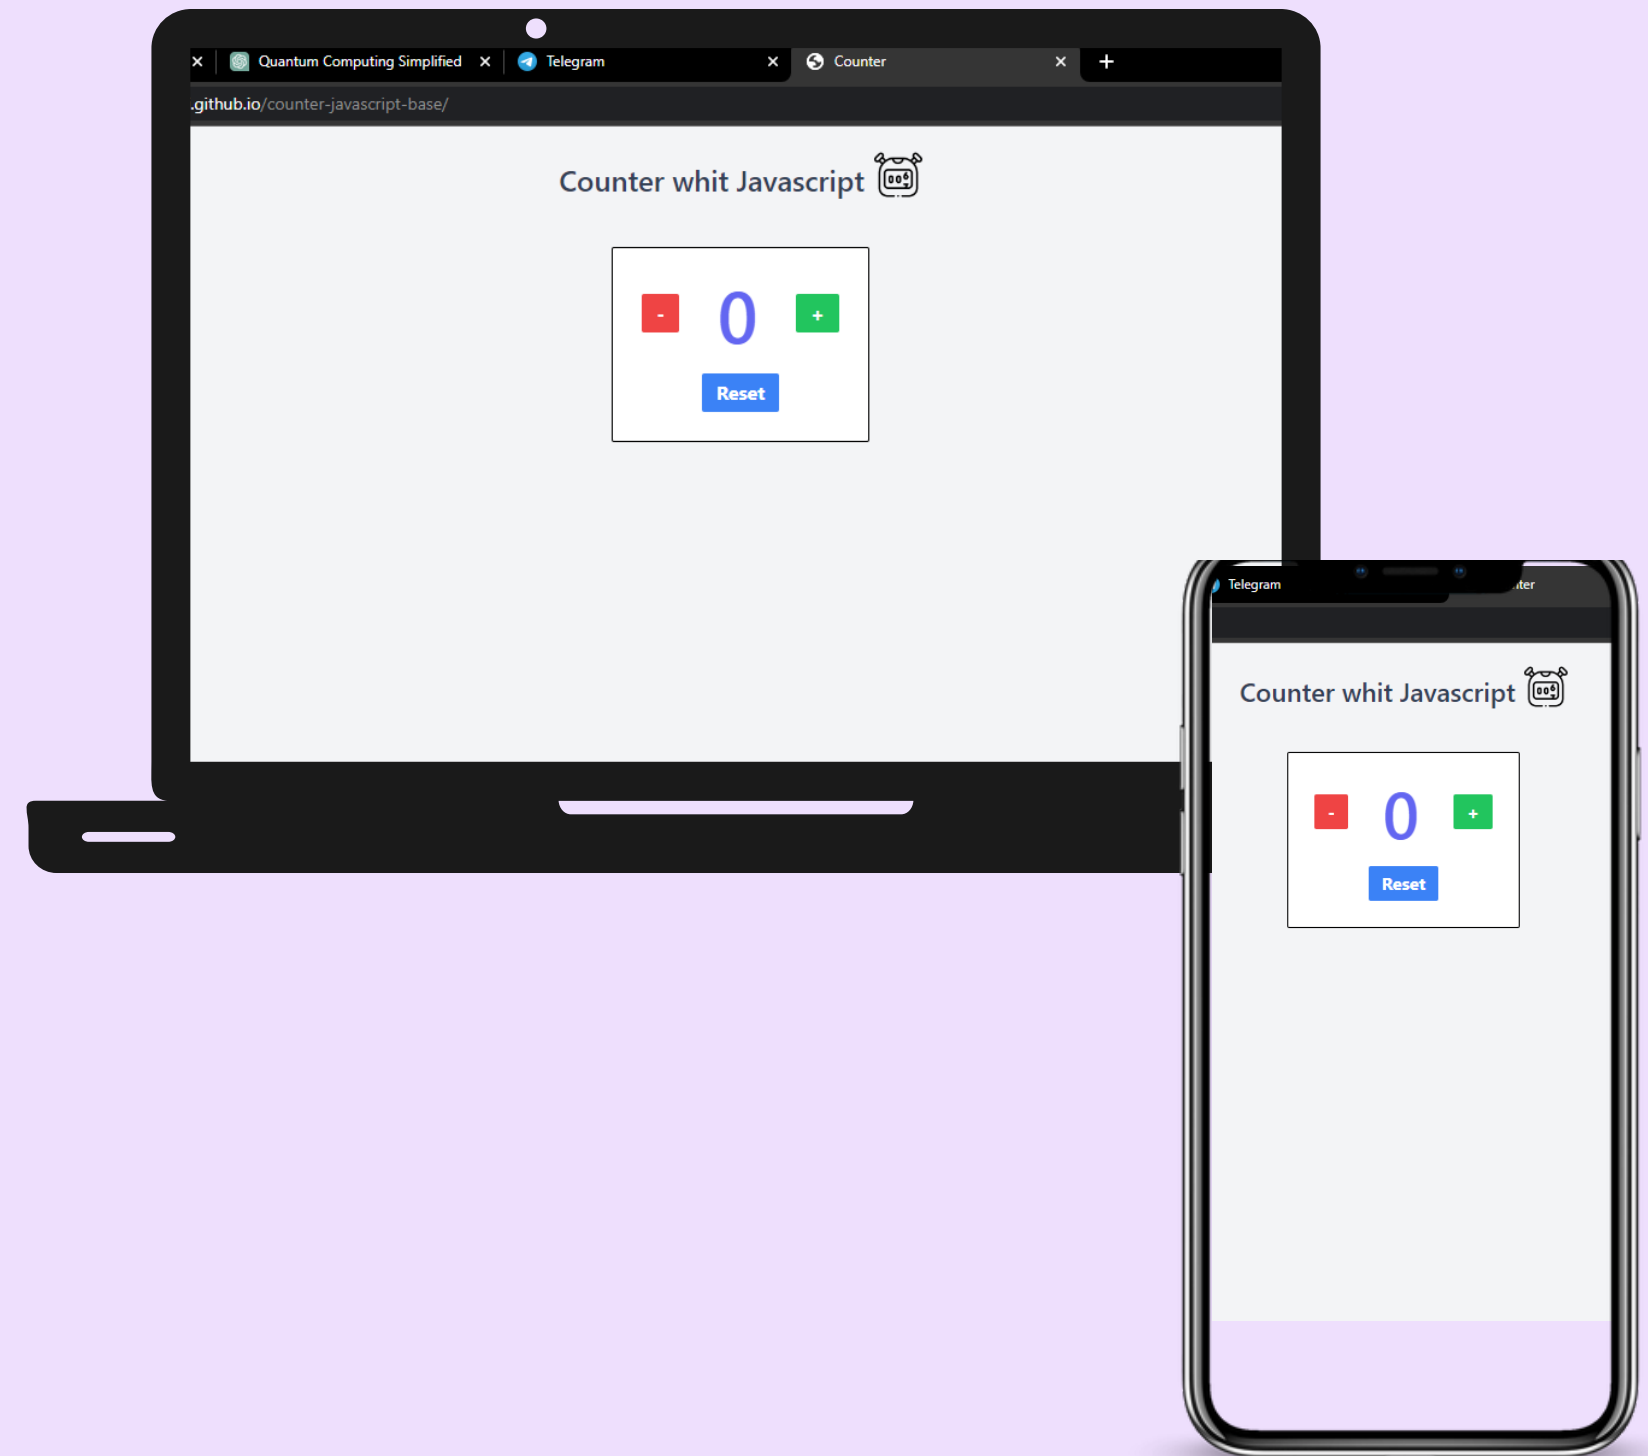 Quantum Computing Simplified
Telegram
Counter
.github.io/counter-javascript-base/
Counter whit Javascript
- 0 +
Reset
Telegram
Counter whit Javascript
- 0 +
Reset